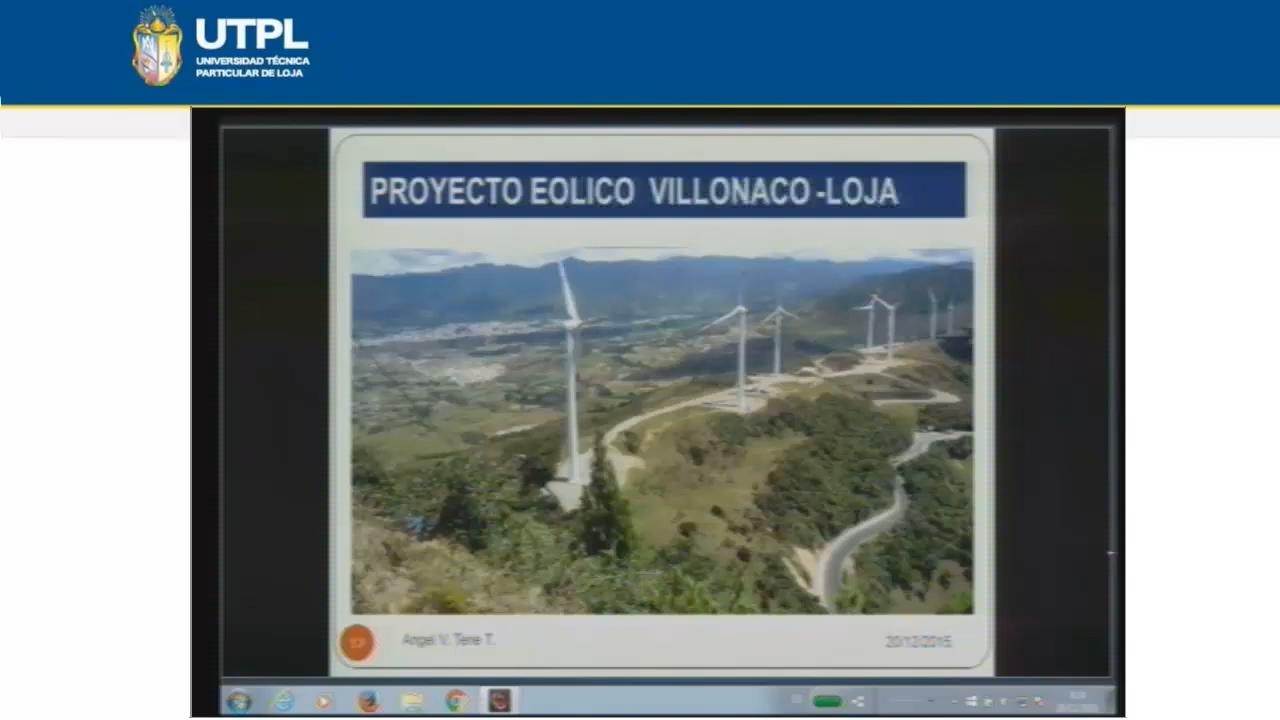 UTPL
UNIVERSIDAD TÉCNICA
PARTICULAR DE LOJA
PROYECTO EOLICO VILLONACO -LOJA
Angel V. Tene T.
20/12/2015